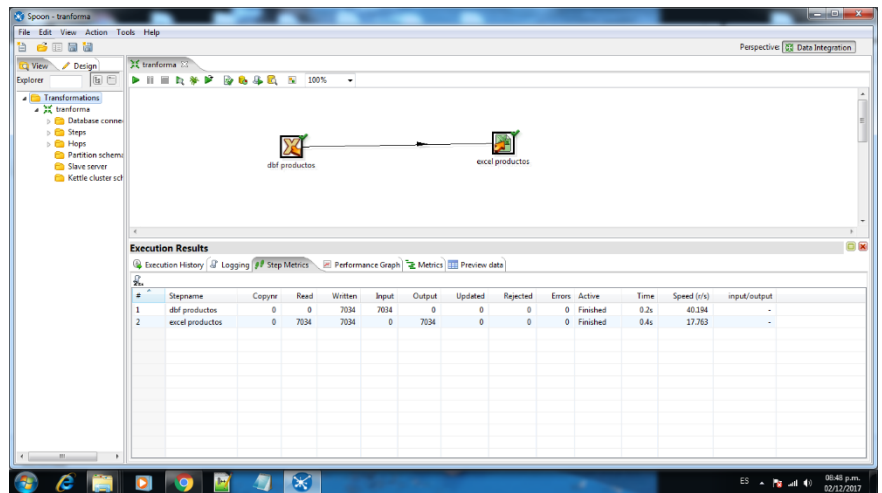 Spoon - tranforma
File Edit View Action Tools Help
Perspective: Data Integration
View Design
tranforma
Explorer
100%
Transformations
tranforma
Database conne
Steps
Hops
Partition schema
Slave server
Kettle cluster sch
dbf productos
excel productos
Execution Results
Execution History Logging Step Metrics Performance Graph Metrics Preview data
# Stepname Copynr Read Written Input Output Updated Rejected Errors Active Time Speed (r/s) input/output
1 dbf productos 0 0 7034 7034 0 0 0 0 Finished 0.2s 40.194 -
2 excel productos 0 7034 7034 0 7034 0 0 0 Finished 0.4s 17.763 -
ES 08:48 p.m.
02/12/2017